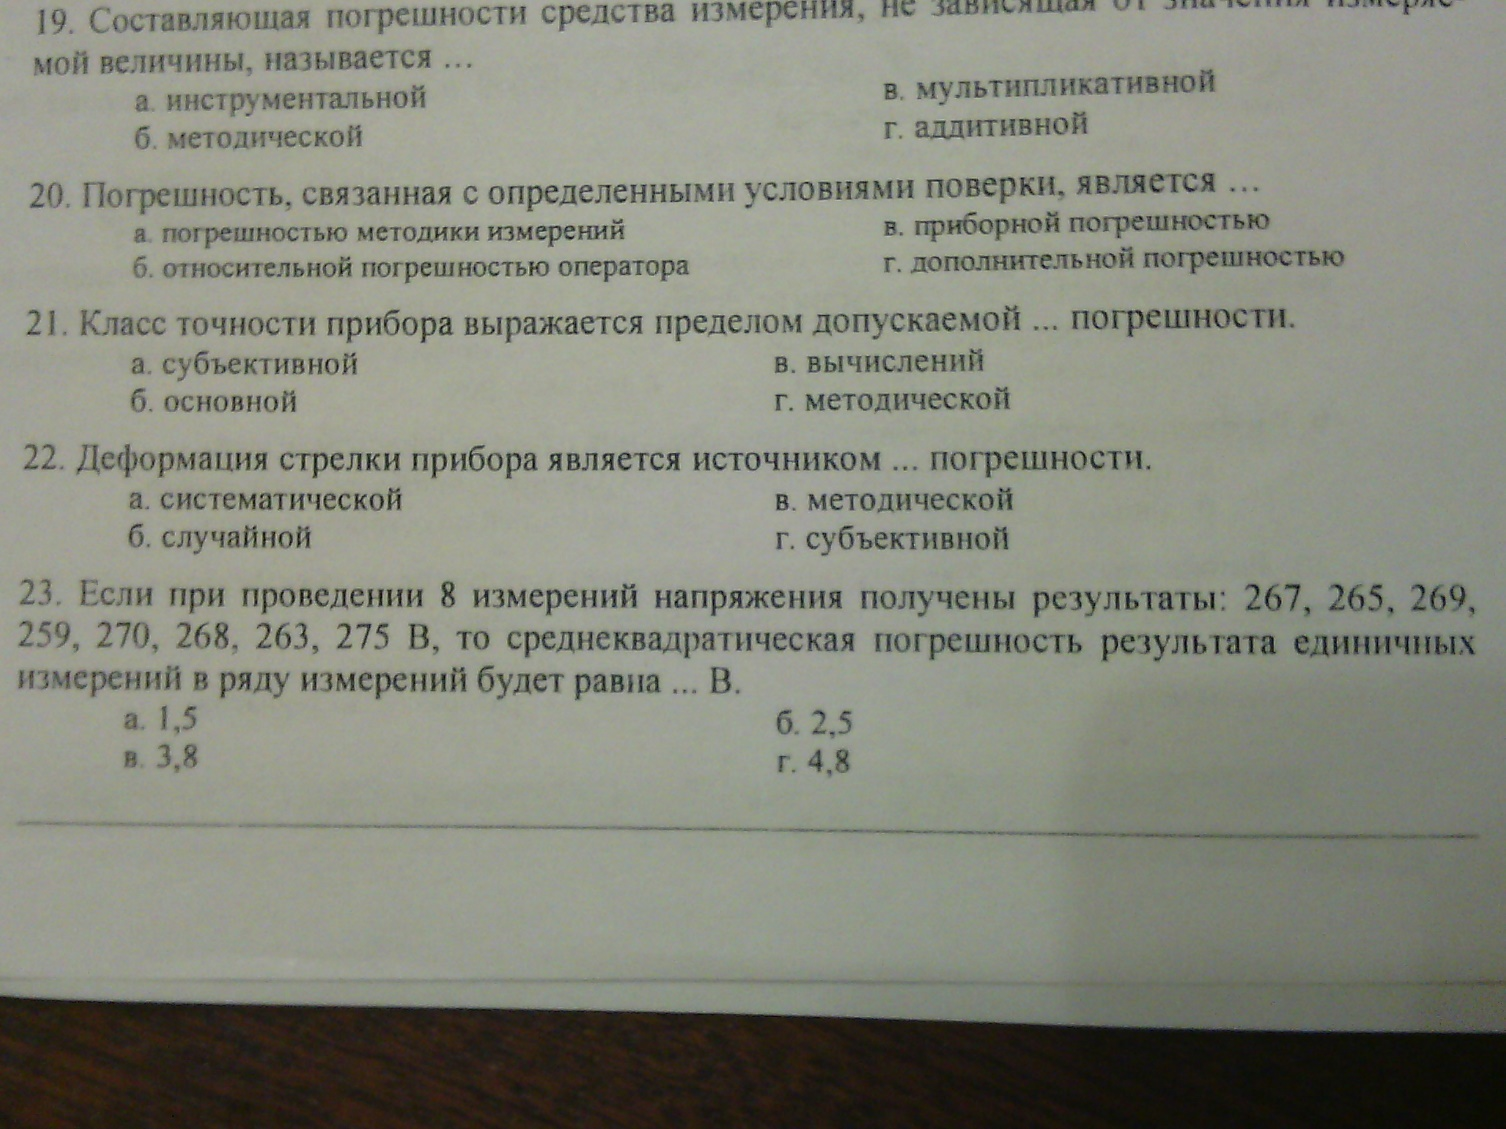 19. Составляющая погрешности средства измерения, не зависящая от значения измеряе-
мой величины, называется ...
а. инструментальной
в. мультипликативной
б. методической
г. аддитивной
20. Погрешность, связанная с определенными условиями поверки, является ...
а. погрешностью методики измерений
в. приборной погрешностью
б. относительной погрешностью оператора
г. дополнительной погрешностью
21. Класс точности прибора выражается пределом допускаемой ... погрешности.
а. субъективной
в. вычислений
б. основной
г. методической
22. Деформация стрелки прибора является источником ... погрешности.
а. систематической
в. методической
б. случайной
г. субъективной
23. Если при проведении 8 измерений напряжения получены результаты: 267, 265, 269,
259, 270, 268, 263, 275 В, то среднеквадратическая погрешность результата единичных
измерений в ряду измерений будет равна ... В.
а. 1,5
б. 2,5
в. 3,8
г. 4,8